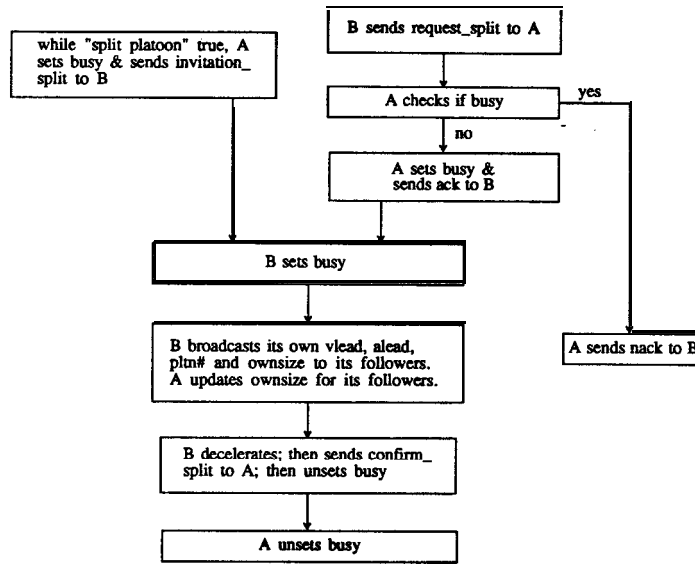 while "split platoon" true, A
sets busy & sends invitation_
split to B
B sends request_split to A
A checks if busy
yes
no
A sets busy &
sends ack to B
B sets busy
B broadcasts its own vlead, alead,
pltn# and ownsize to its followers.
A updates ownsize for its followers.
A sends nack to B
B decelerates; then sends confirm_
split to A; then unsets busy
A unsets busy